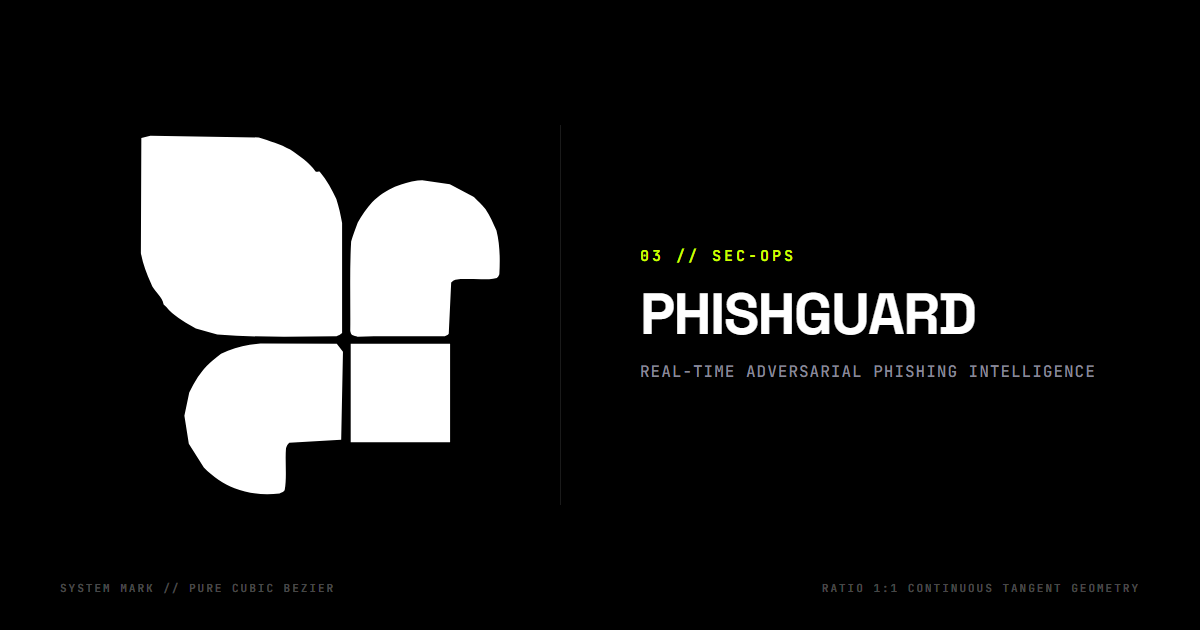 03 // SEC-OPS
PHISHGUARD
REAL-TIME ADVERSARIAL PHISHING INTELLIGENCE
SYSTEM MARK // PURE CUBIC BEZIER
RATIO 1:1 CONTINUOUS TANGENT GEOMETRY